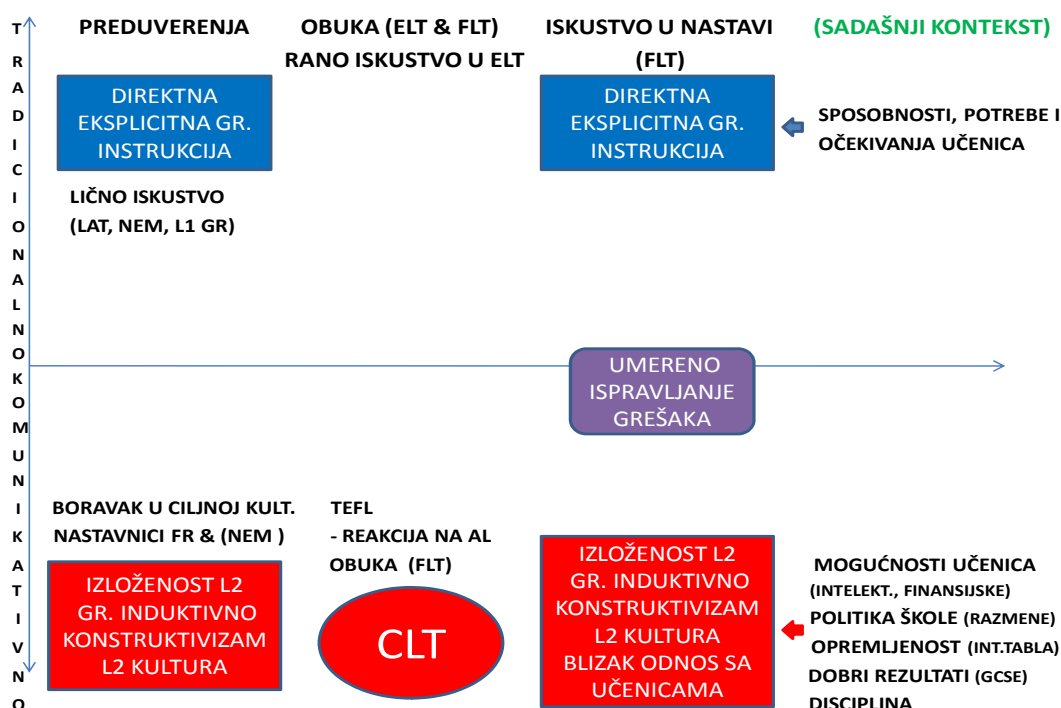 TRADICIONALNO
KOMUNIKATIVNO
PREDUVERENJA
OBUKA (ELT & FLT)
RANO ISKUSTVO U ELT
ISKUSTVO U NASTAVI
(FLT)
(SADAŠNJI KONTEKST)
DIREKTNA
EKSPLICITNA GR.
INSTRUKCIJA
LIČNO ISKUSTVO
(LAT, NEM, L1 GR)
DIREKTNA
EKSPLICITNA GR.
INSTRUKCIJA
SPOSOBNOSTI, POTREBE I
OČEKIVANJA UČENICA
UMERENO
ISPRAVLJANJE
GREŠAKA
BORAVAK U CILJNOJ KULT.
NASTAVNICI FR & (NEM )
IZLOŽENOST L2
GR. INDUKTIVNO
KONSTRUKTIVIZAM
L2 KULTURA
TEFL
- REAKCIJA NA AL
OBUKA (FLT)
CLT
IZLOŽENOST L2
GR. INDUKTIVNO
KONSTRUKTIVIZAM
L2 KULTURA
BLIZAK ODNOS SA
UČENICAMA
MOGUĆNOSTI UČENICA
(INTELEKT., FINANSIJSKE)
POLITIKA ŠKOLE (RAZMENE)
OPREMLJENOST (INT.TABLA)
DOBRI REZULTATI (GCSE)
DISCIPLINA